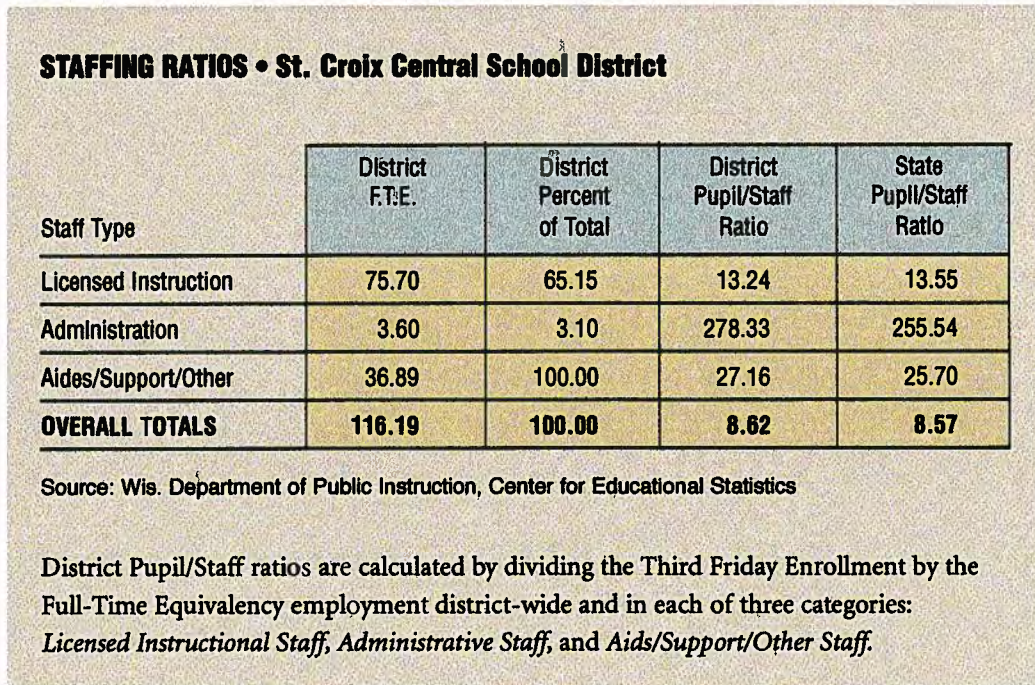 STAFFING RATIOS • St. Croix Central School District
Staff Type District F.T.E. District Percent of Total District Pupil/Staff Ratio State Pupil/Staff Ratio
Licensed Instruction 75.70 65.15 13.24 13.55
Administration 3.60 3.10 278.33 255.54
Aides/Support/Other 36.89 100.00 27.16 25.70
OVERALL TOTALS 116.19 100.00 8.62 8.57
Source: Wis. Department of Public Instruction, Center for Educational Statistics
District Pupil/Staff ratios are calculated by dividing the Third Friday Enrollment by the
Full-Time Equivalency employment district-wide and in each of three categories:
Licensed Instructional Staff, Administrative Staff, and Aids/Support/Other Staff.